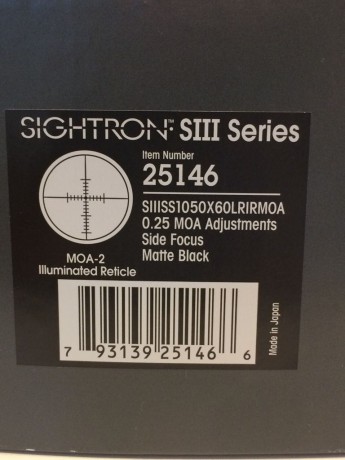 SIGHTRON™ SIII Series
Item Number
25146
SIIISS1050X60LRIRMOA
0.25 MOA Adjustments
Side Focus
Matte Black
MOA-2
Illuminated Reticle
7 93139 25146 6
Made in Japan